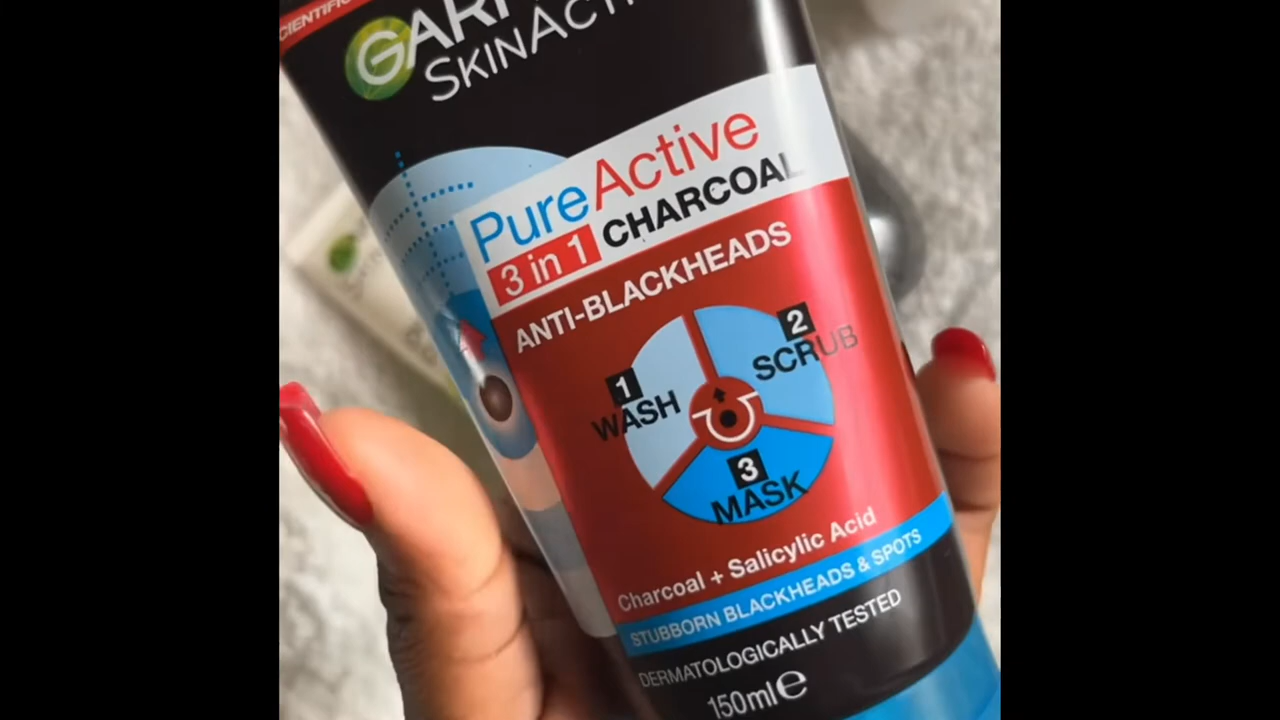 SKINACTI
PureActive
3 in 1 CHARCOAL
ANTI-BLACKHEADS
1
WASH
2
SCRUB
3
MASK
Charcoal + Salicylic Acid
STUBBORN BLACKHEADS & SPOTS
DERMATOLOGICALLY TESTED
150ml℮